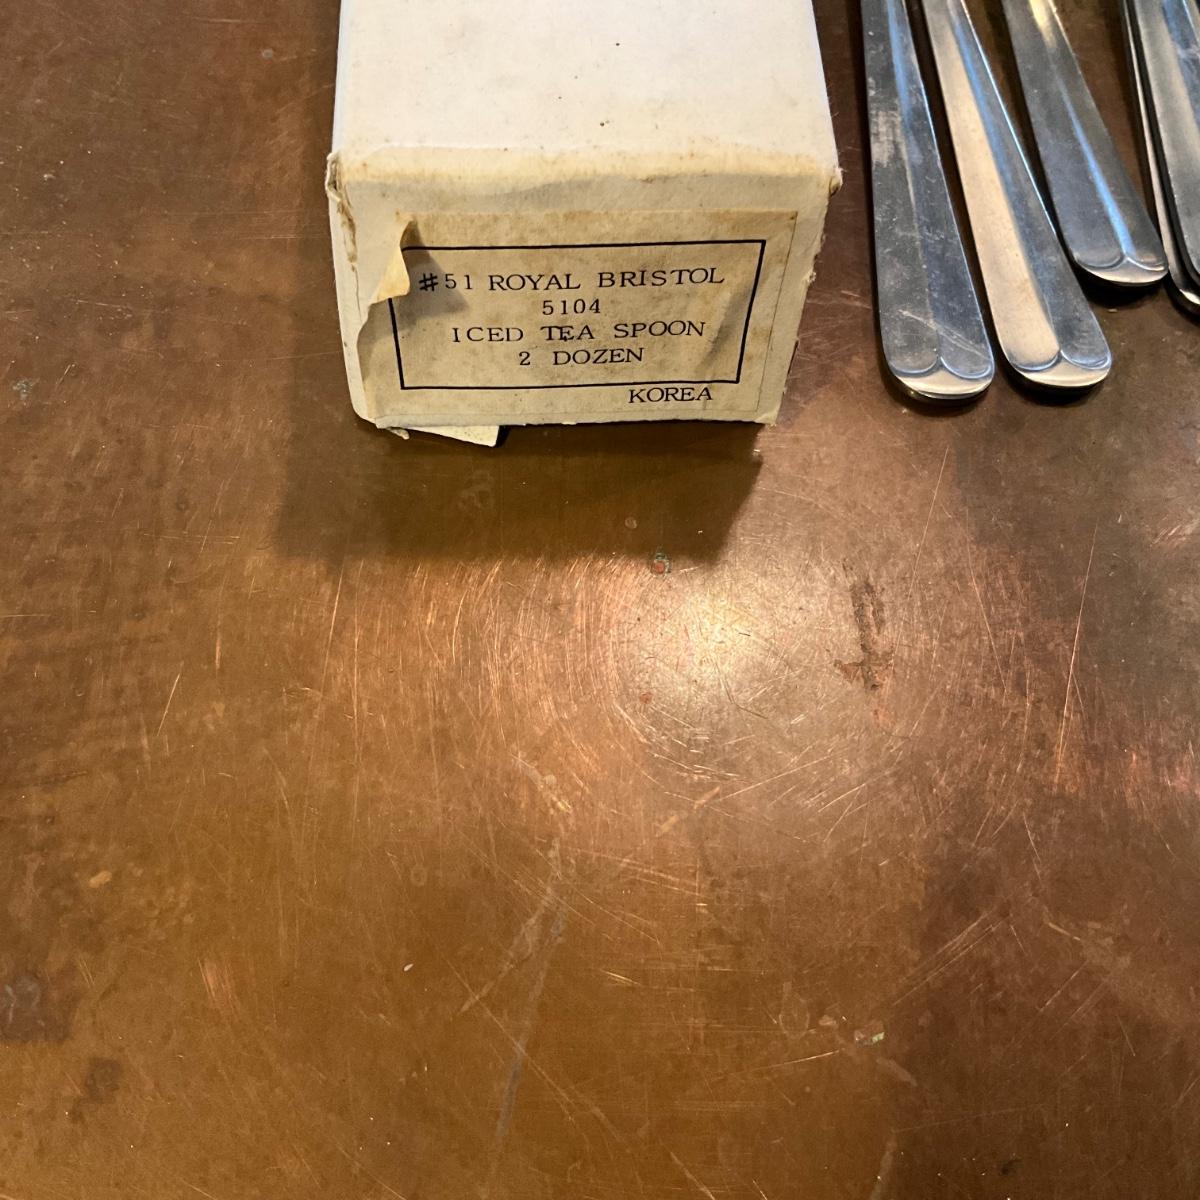 #51 ROYAL BRISTOL
5104
ICED TEA SPOON
2 DOZEN
KOREA